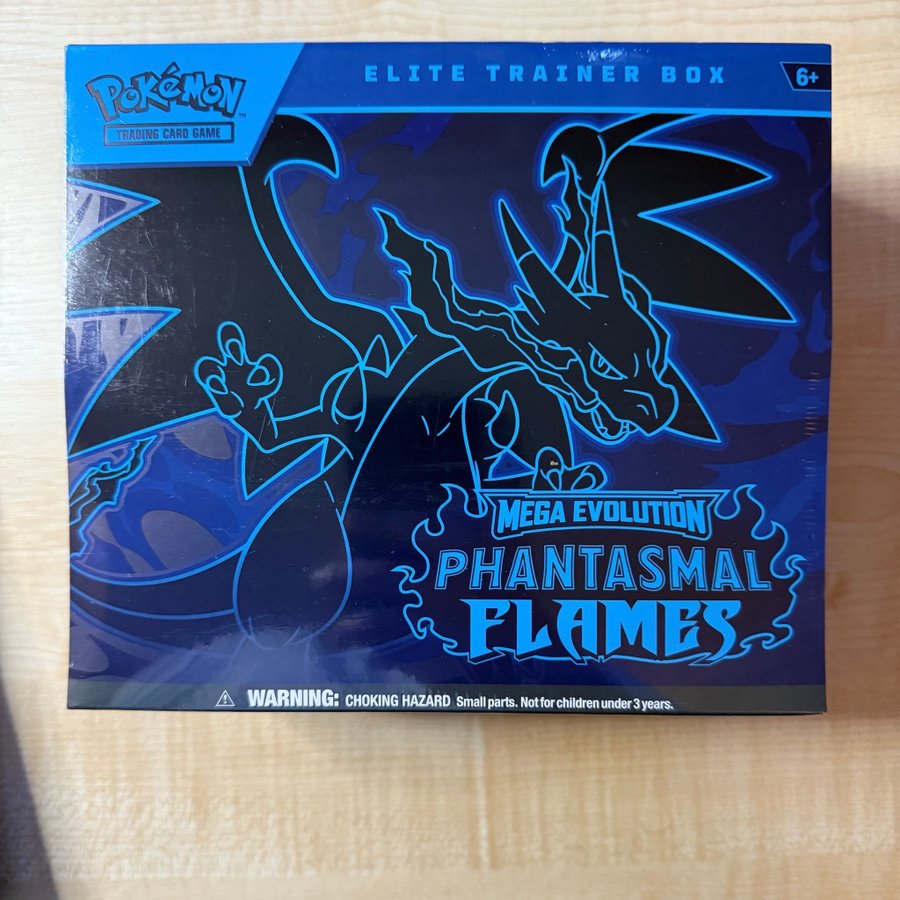 POKÉMON™
TRADING CARD GAME
ELITE TRAINER BOX
6+
MEGA EVOLUTION
PHANTASMAL
FLAMES
WARNING: CHOKING HAZARD Small parts. Not for children under 3 years.